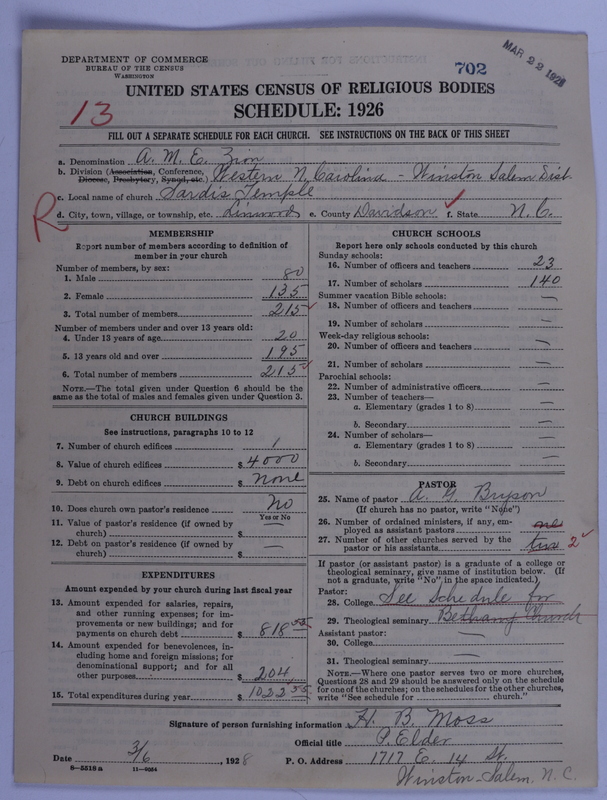 DEPARTMENT OF COMMERCE
BUREAU OF THE CENSUS
WASHINGTON
702
MAR 22 1928
UNITED STATES CENSUS OF RELIGIOUS BODIES
13
SCHEDULE: 1926
FILL OUT A SEPARATE SCHEDULE FOR EACH CHURCH. SEE INSTRUCTIONS ON THE BACK OF THIS SHEET
a. Denomination A. M. E. Zion
b. Division (Association, Conference, Diocese, Presbytery, Synod, etc.) Western N. Carolina - Winston Salem Dist.
c. Local name of church Sardis Temple
R d. City, town, village, or township, etc. Linwood e. County Davidson f. State N. C.
MEMBERSHIP
Report number of members according to definition of
member in your church
Number of members, by sex:
1. Male 80
2. Female 135
3. Total number of members 215
Number of members under and over 13 years old:
4. Under 13 years of age 20
5. 13 years old and over 195
6. Total number of members 215
NOTE.—The total given under Question 6 should be the
same as the total of males and females given under Question 3.
CHURCH BUILDINGS
See instructions, paragraphs 10 to 12
7. Number of church edifices 1
8. Value of church edifices $ 4000
9. Debt on church edifices $ none
10. Does church own pastor's residence? No
Yes or No
11. Value of pastor's residence (if owned by
church) $ —
12. Debt on pastor's residence (if owned by
church) $ —
EXPENDITURES
Amount expended by your church during last fiscal year
13. Amount expended for salaries, repairs,
and other running expenses; for im-
provements or new buildings; and for
payments on church debt $ 818 55
14. Amount expended for benevolences, in-
cluding home and foreign missions; for
denominational support; and for all
other purposes $ 204
15. Total expenditures during year $ 1022 55
CHURCH SCHOOLS
Report here only schools conducted by this church
Sunday schools:
16. Number of officers and teachers 23
17. Number of scholars 140
Summer vacation Bible schools:
18. Number of officers and teachers —
19. Number of scholars —
Week-day religious schools:
20. Number of officers and teachers —
21. Number of scholars —
Parochial schools:
22. Number of administrative officers —
23. Number of teachers—
a. Elementary (grades 1 to 8) —
b. Secondary —
24. Number of scholars—
a. Elementary (grades 1 to 8) —
b. Secondary —
PASTOR
25. Name of pastor A. G. Bryson
(If church has no pastor, write "None")
26. Number of ordained ministers, if any, em-
ployed as assistant pastors
27. Number of other churches served by the
pastor or his assistants two 2
If pastor (or assistant pastor) is a graduate of a college or
theological seminary, give name of institution below. (If
not a graduate, write "No" in the space indicated.)
Pastor:
28. College See Schedule for
29. Theological seminary Bethany Church
Assistant pastor:
30. College —
31. Theological seminary —
NOTE.—Where one pastor serves two or more churches,
Questions 28 and 29 should be answered only on the schedule
for one of the churches; on the schedules for the other churches,
write "See schedule for church."
Signature of person furnishing information H. B. Moss
Official title P. Elder
Date 3/6, 1928 P. O. Address 1717 E. 14 St.
8-5518 a 11-9084 Winston-Salem, N. C.